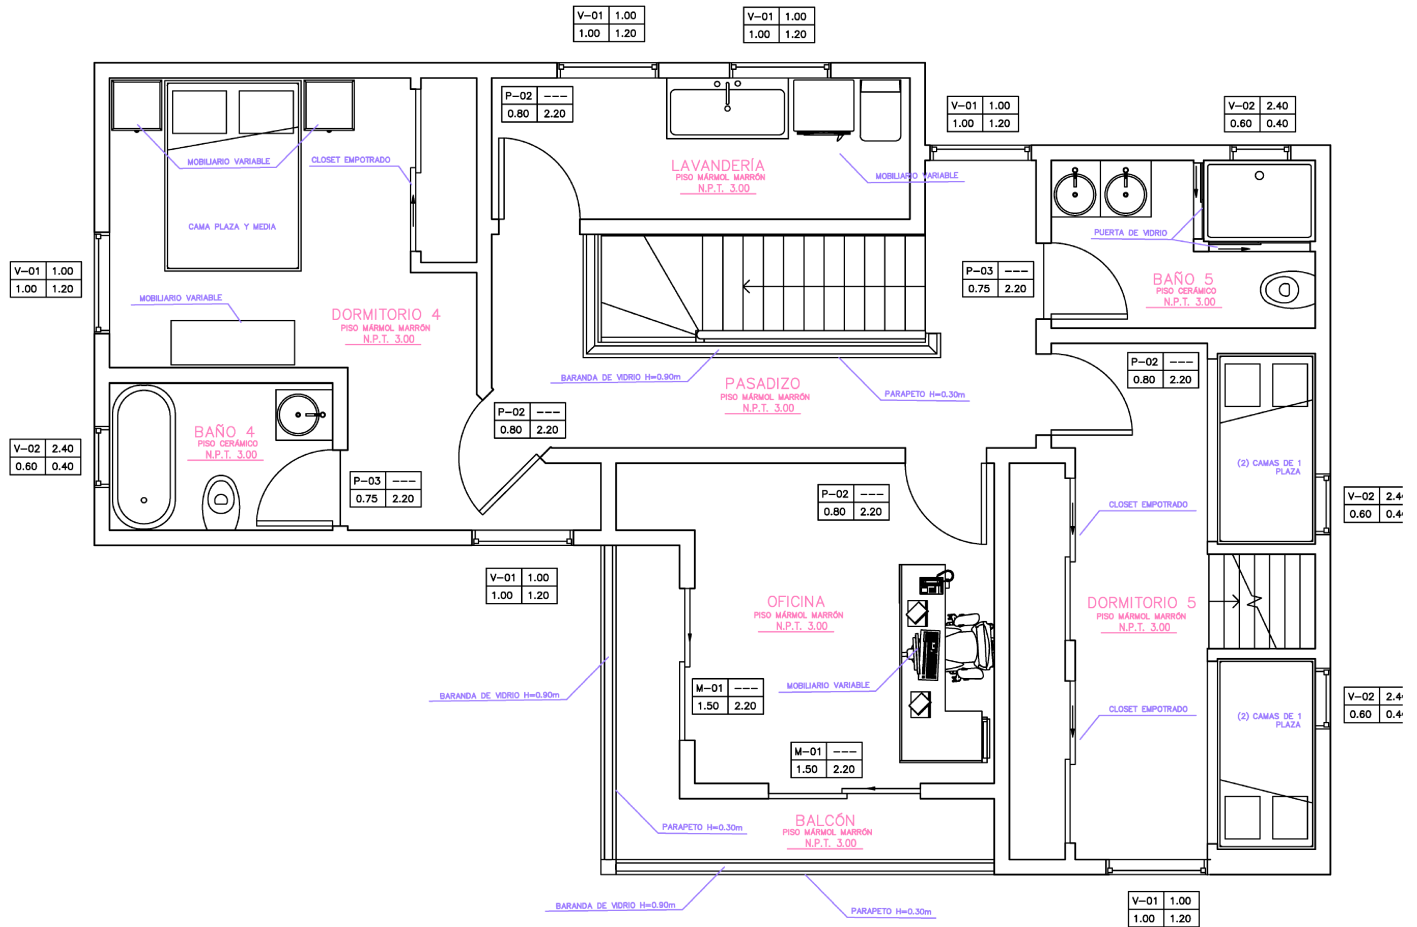 V-01 1.00
1.00 1.20
V-01 1.00
1.00 1.20
P-02 ---
0.80 2.20
V-01 1.00
1.00 1.20
V-02 2.40
0.60 0.40
MOBILIARIO VARIABLE
CLOSET EMPOTRADO
LAVANDERÍA
PISO MÁRMOL MARRÓN
N.P.T. 3.00
MOBILIARIO VARIABLE
CAMA PLAZA Y MEDIA
PUERTA DE VIDRIO
V-01 1.00
1.00 1.20
P-03 ---
0.75 2.20
BAÑO 5
PISO CERÁMICO
N.P.T. 3.00
MOBILIARIO VARIABLE
DORMITORIO 4
PISO MÁRMOL MARRÓN
N.P.T. 3.00
BARANDA DE VIDRIO H=0.90m
PASADIZO
PISO MÁRMOL MARRÓN
N.P.T. 3.00
PARAPETO H=0.30m
P-02 ---
0.80 2.20
P-02 ---
0.80 2.20
BAÑO 4
PISO CERÁMICO
N.P.T. 3.00
V-02 2.40
0.60 0.40
P-03 ---
0.75 2.20
P-02 ---
0.80 2.20
(2) CAMAS DE 1
PLAZA
CLOSET EMPOTRADO
V-02 2.4
0.60 0.4
V-01 1.00
1.00 1.20
OFICINA
PISO MÁRMOL MARRÓN
N.P.T. 3.00
DORMITORIO 5
PISO MÁRMOL MARRÓN
N.P.T. 3.00
BARANDA DE VIDRIO H=0.90m
M-01 ---
1.50 2.20
MOBILIARIO VARIABLE
CLOSET EMPOTRADO
(2) CAMAS DE 1
PLAZA
V-02 2.4
0.60 0.4
M-01 ---
1.50 2.20
PARAPETO H=0.30m
BALCÓN
PISO MÁRMOL MARRÓN
N.P.T. 3.00
BARANDA DE VIDRIO H=0.90m
PARAPETO H=0.30m
V-01 1.00
1.00 1.20